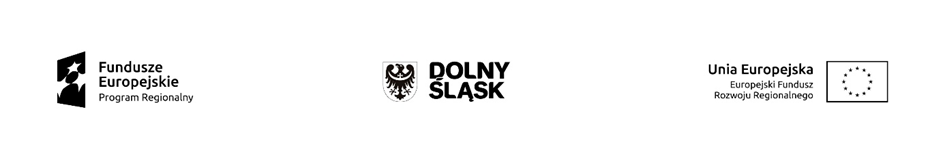 Fundusze
Europejskie
Program Regionalny
DOLNY
ŚLĄSK
Unia Europejska
Europejski Fundusz
Rozwoju Regionalnego